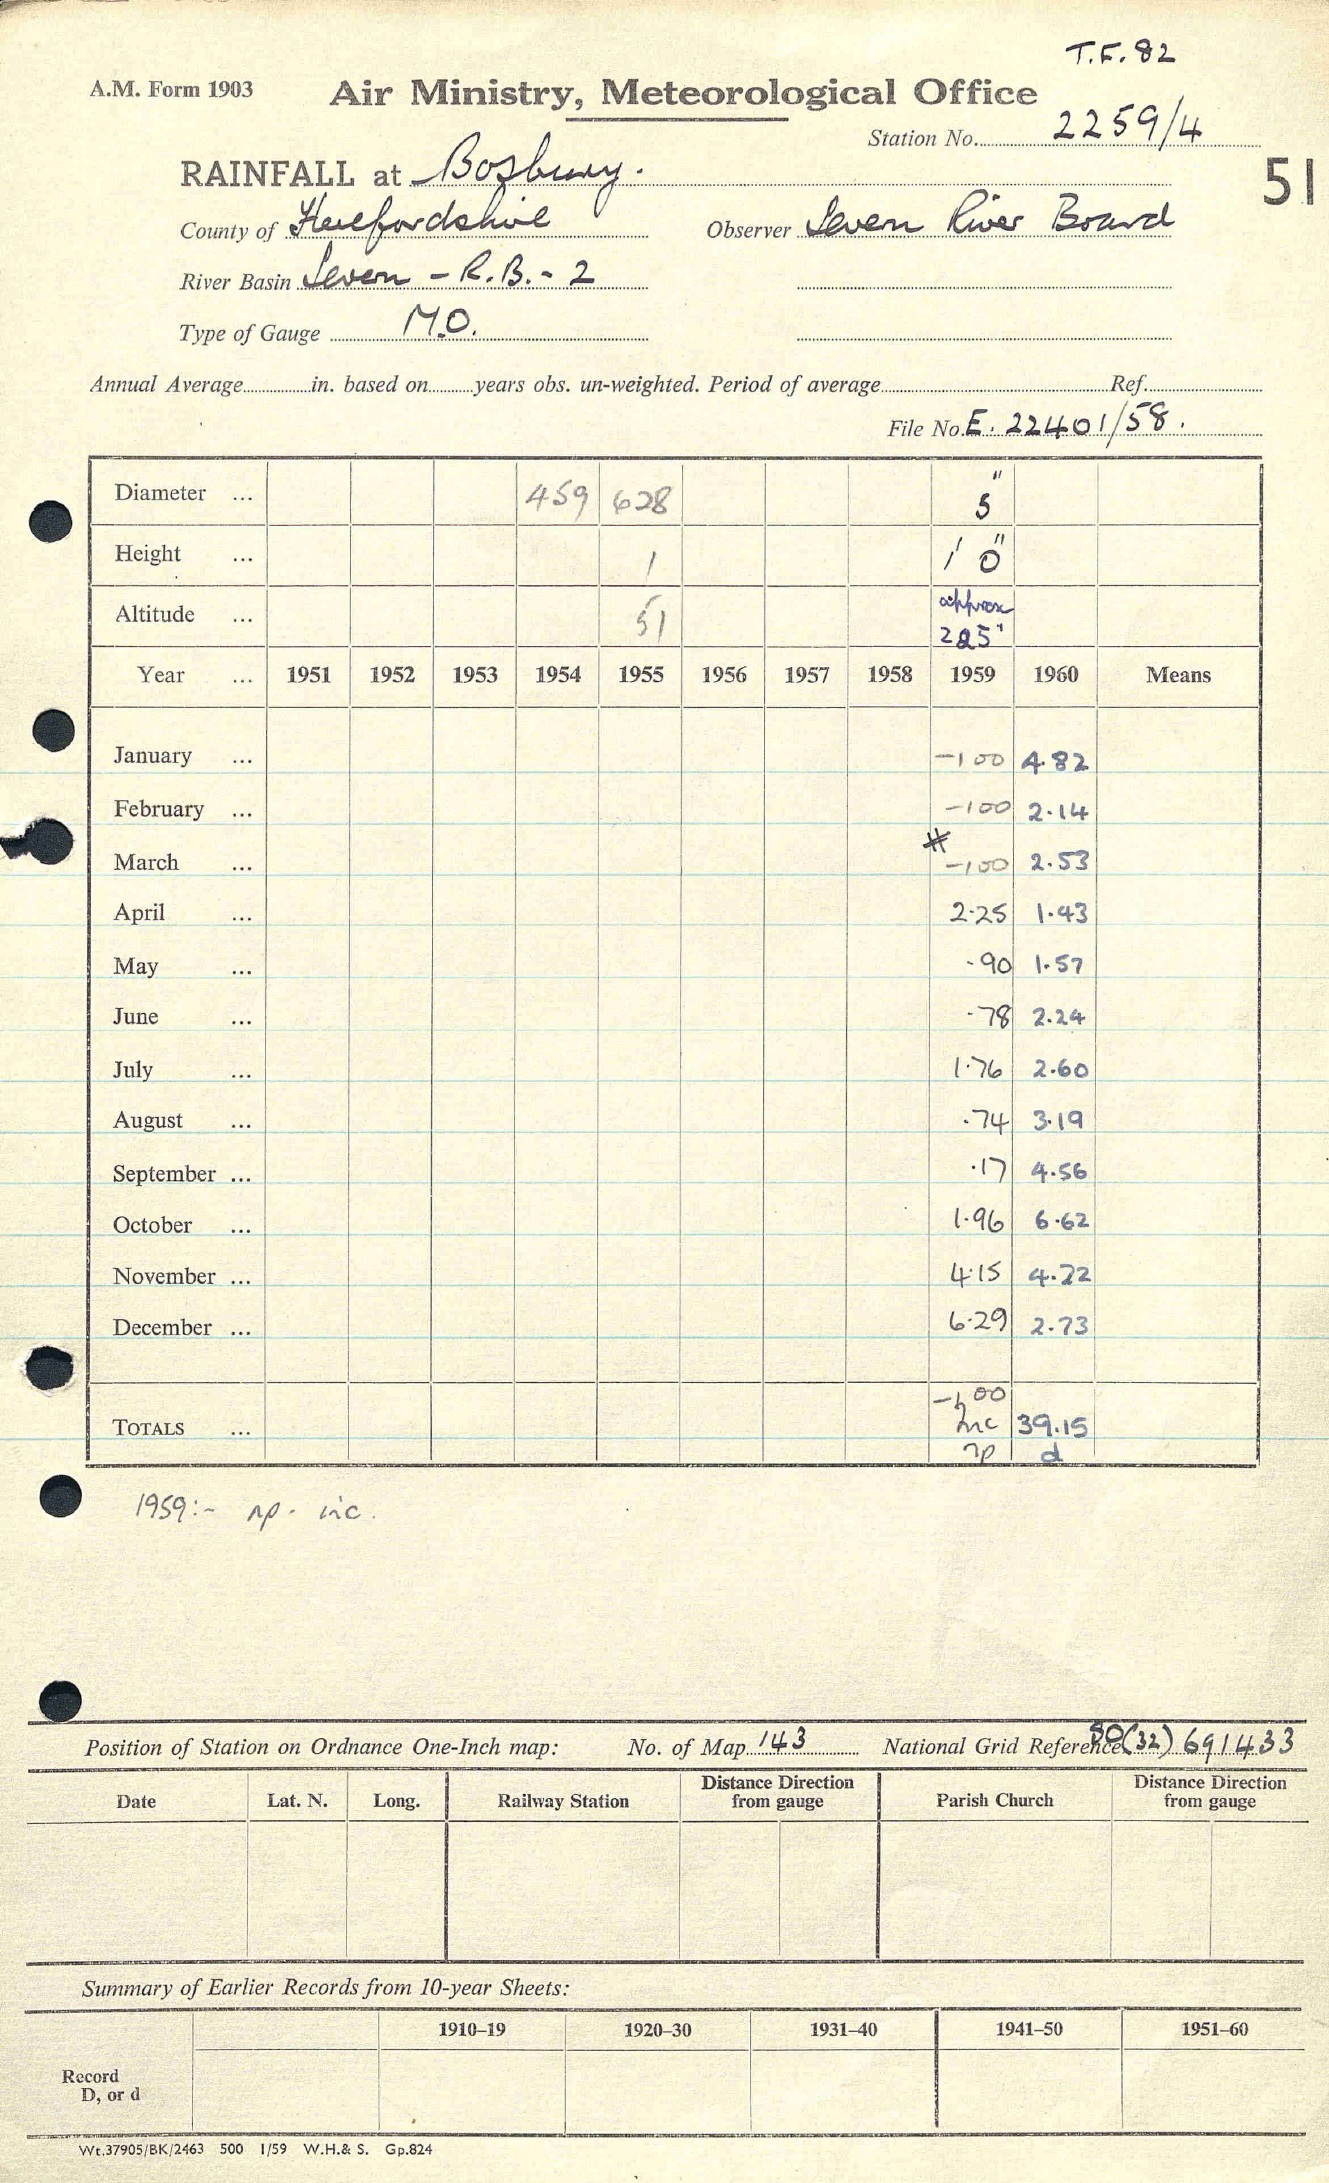 T.F. 82
A.M. Form 1903 Air Ministry, Meteorological Office
Station No. 2259/4
RAINFALL at Bosbury. 51
County of Herefordshire Observer Severn River Board
River Basin Severn - R.B. - 2
Type of Gauge M.O.
Annual Average in. based on years obs. un-weighted. Period of average Ref.
File No. E. 22401/58.
Diameter ... 459 628 5"
Height ... 1 1' 0"
Altitude ... 51 approx 225'
Year ... 1951 1952 1953 1954 1955 1956 1957 1958 1959 1960 Means
January ... -100 4.82
February ... -100 2.14
March ... -100 2.53
April ... 2.25 1.43
May ... .90 1.57
June ... .78 2.24
July ... 1.76 2.60
August ... .74 3.19
September ... .17 4.56
October ... 1.96 6.62
November ... 4.15 4.72
December ... 6.29 2.73
-100
TOTALS ... inc 39.15
np d
1959:- np. inc.
Position of Station on Ordnance One-Inch map: No. of Map 143 National Grid Reference SO(32) 691433
Date Lat. N. Long. Railway Station Distance Direction from gauge Parish Church Distance Direction from gauge
Summary of Earlier Records from 10-year Sheets:
1910–19 1920–30 1931–40 1941–50 1951–60
Record
D, or d
Wt.37905/BK/2463 500 1/59 W.H.& S. Gp.824